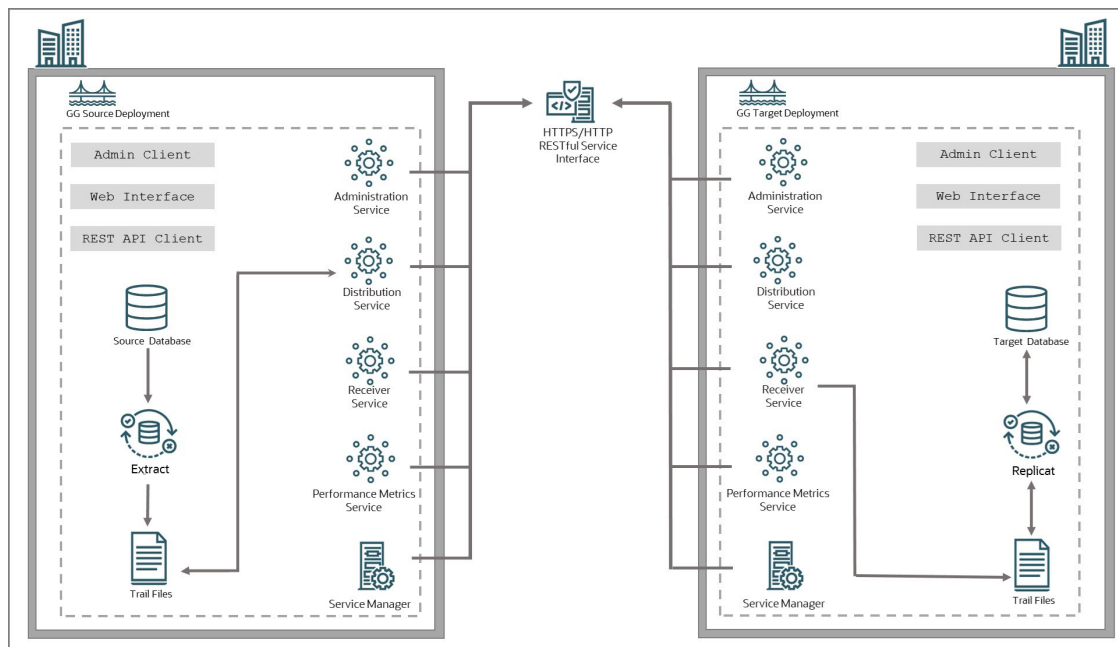 GG Source Deployment
Admin Client
Web Interface
REST API Client
Source Database
Extract
Trail Files
Administration
Service
Distribution
Service
Receiver
Service
Performance Metrics
Service
Service Manager
HTTPS/HTTP
RESTful Service
Interface
GG Target Deployment
Administration
Service
Distribution
Service
Receiver
Service
Performance Metrics
Service
Service Manager
Admin Client
Web Interface
REST API Client
Target Database
Replicat
Trail Files